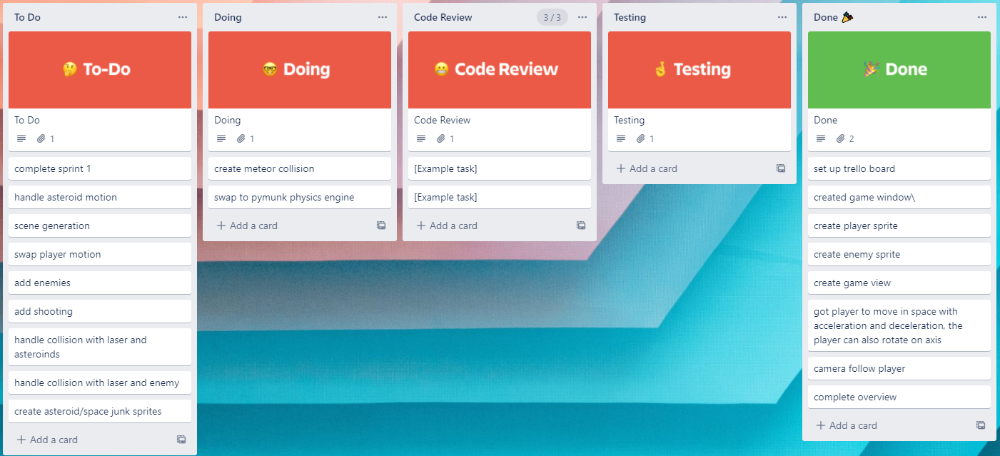 To Do
🤔 To-Do
To Do
1
complete sprint 1
handle asteroid motion
scene generation
swap player motion
add enemies
add shooting
handle collision with laser and
asteroinds
handle collision with laser and enemy
create asteroid/space junk sprites
+ Add a card
Doing
🤓 Doing
Doing
1
create meteor collision
swap to pymunk physics engine
+ Add a card
Code Review 3 / 3
😬 Code Review
Code Review
1
[Example task]
[Example task]
+ Add a card
Testing
🤞 Testing
Testing
1
+ Add a card
Done 🎉
🎉 Done
Done
2
set up trello board
created game window\
create player sprite
create enemy sprite
create game view
got player to move in space with
acceleration and deceleration, the
player can also rotate on axis
camera follow player
complete overview
+ Add a card